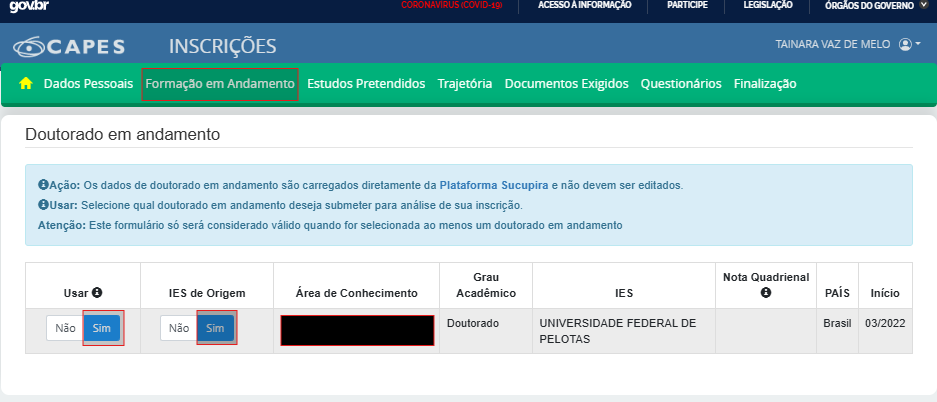 gov.br
CORONAVÍRUS (COVID-19) ACESSO À INFORMAÇÃO PARTICIPE LEGISLAÇÃO ÓRGÃOS DO GOVERNO
CAPES INSCRIÇÕES TAINARA VAZ DE MELO
Dados Pessoais Formação em Andamento Estudos Pretendidos Trajetória Documentos Exigidos Questionários Finalização
Doutorado em andamento
Ação: Os dados de doutorado em andamento são carregados diretamente da Plataforma Sucupira e não devem ser editados.
Usar: Selecione qual doutorado em andamento deseja submeter para análise de sua inscrição.
Atenção: Este formulário só será considerado válido quando for selecionada ao menos um doutorado em andamento
Usar IES de Origem Área de Conhecimento Grau Acadêmico IES Nota Quadrienal PAÍS Início
Não Sim Não Sim Doutorado UNIVERSIDADE FEDERAL DE PELOTAS Brasil 03/2022